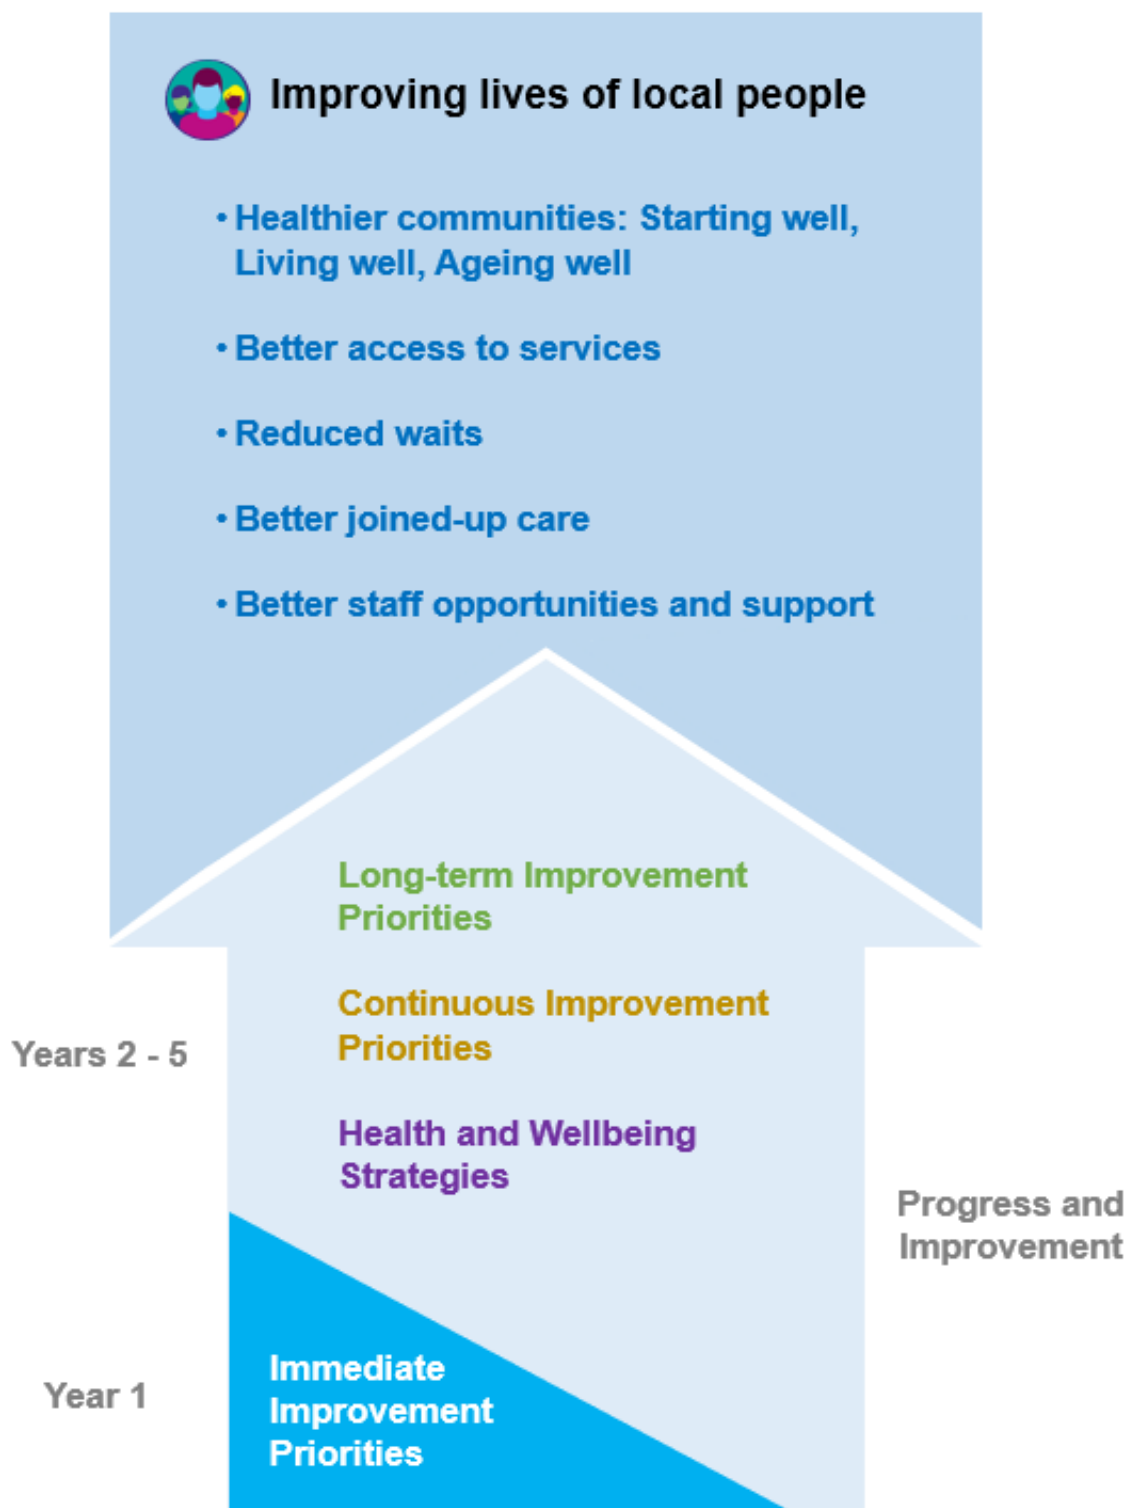 Improving lives of local people
• Healthier communities: Starting well,
Living well, Ageing well
• Better access to services
• Reduced waits
• Better joined-up care
• Better staff opportunities and support
Long-term Improvement
Priorities
Continuous Improvement
Priorities
Years 2 - 5
Health and Wellbeing
Strategies
Progress and
Improvement
Immediate
Improvement
Priorities
Year 1